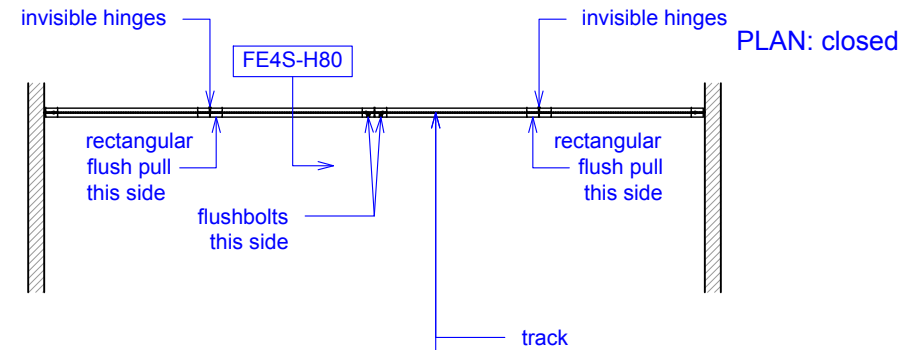 invisible hinges
invisible hinges
PLAN: closed
FE4S-H80
rectangular
flush pull
this side
rectangular
flush pull
this side
flushbolts
this side
track